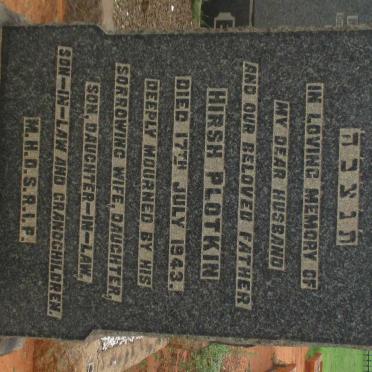 ת נ צ ב ה
IN LOVING MEMORY OF
MY DEAR HUSBAND
AND OUR BELOVED FATHER
HIRSH PLOTKIN
DIED 17TH JULY 1943.
DEEPLY MOURNED BY HIS
SORROWING WIFE, DAUGHTER,
SON, DAUGHTER-IN-LAW,
SON-IN-LAW AND GRANDCHILDREN.
M.H.D.S.R.I.P.